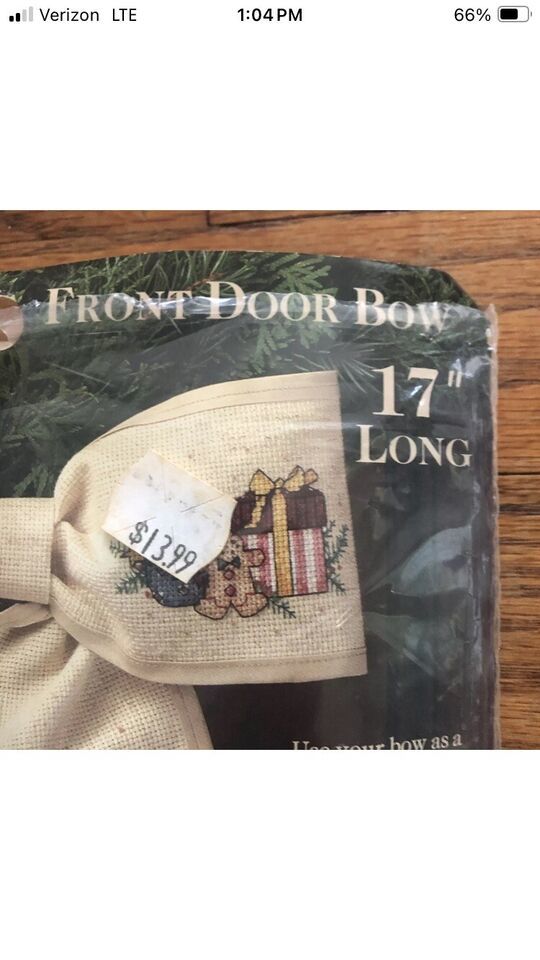 Verizon LTE
1:04 PM
66%
FRONT DOOR BOW
17"
LONG
$13.99
Use your bow as a